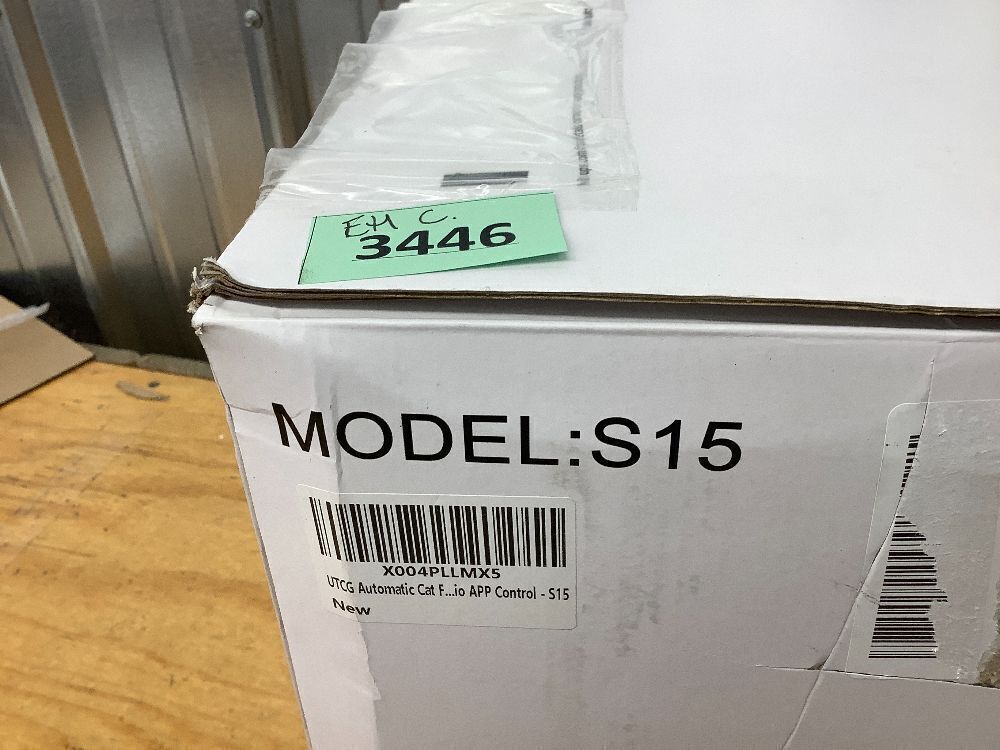 EM C.
3446
MODEL:S15
X004PLLMX5
UTCG Automatic Cat F...io APP Control - S15
New